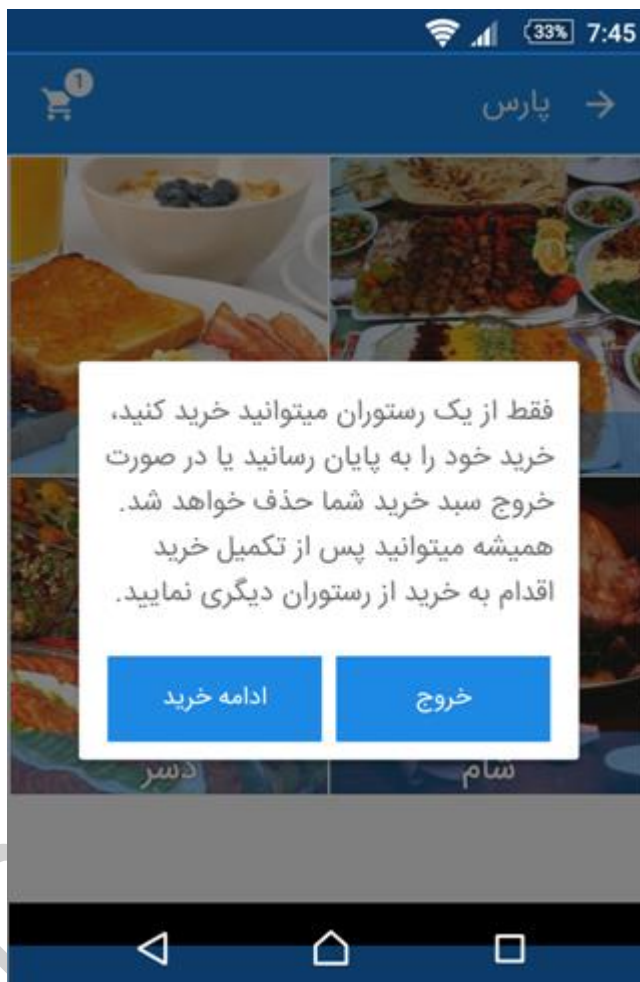 33% 7:45
پارس
1
فقط از یک رستوران میتوانید خرید کنید،
خرید خود را به پایان رسانید یا در صورت
خروج سبد خرید شما حذف خواهد شد.
همیشه میتوانید پس از تکمیل خرید
اقدام به خرید از رستوران دیگری نمایید.
خروج
ادامه خرید
شام
دسر